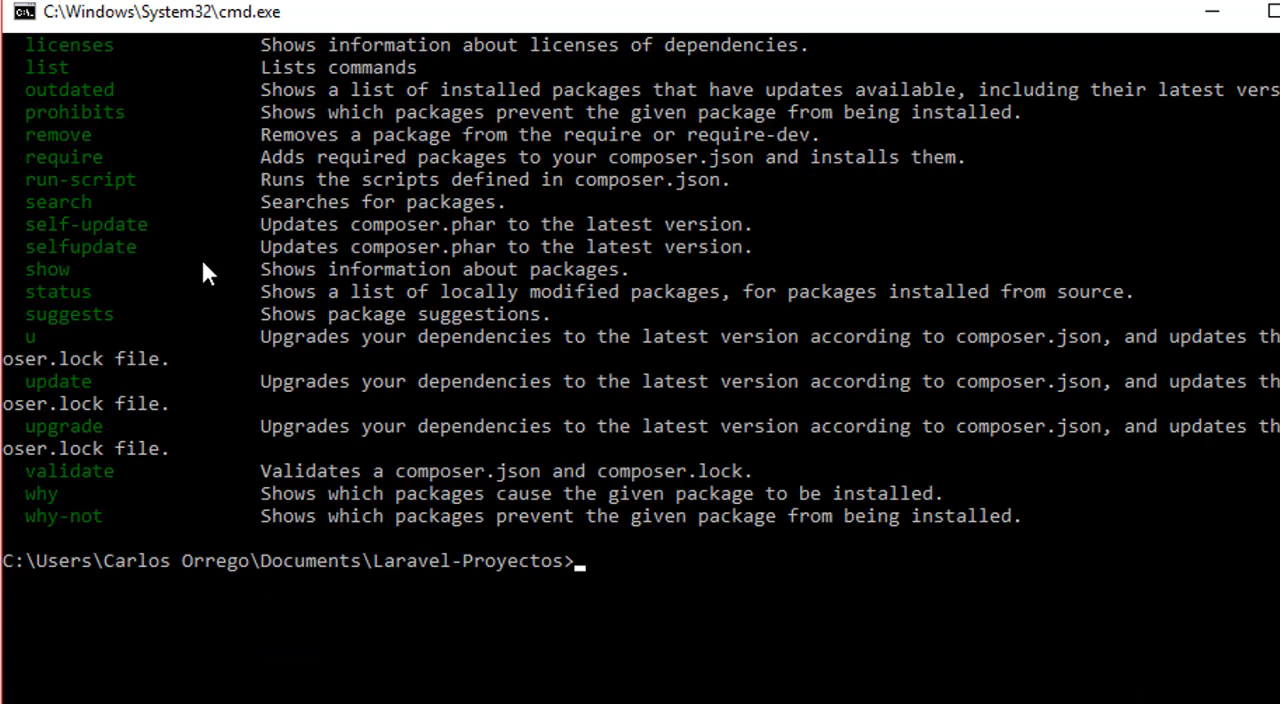 C:\Windows\System32\cmd.exe
licenses Shows information about licenses of dependencies.
list Lists commands
outdated Shows a list of installed packages that have updates available, including their latest vers
prohibits Shows which packages prevent the given package from being installed.
remove Removes a package from the require or require-dev.
require Adds required packages to your composer.json and installs them.
run-script Runs the scripts defined in composer.json.
search Searches for packages.
self-update Updates composer.phar to the latest version.
selfupdate Updates composer.phar to the latest version.
show Shows information about packages.
status Shows a list of locally modified packages, for packages installed from source.
suggests Shows package suggestions.
u Upgrades your dependencies to the latest version according to composer.json, and updates th
oser.lock file.
update Upgrades your dependencies to the latest version according to composer.json, and updates th
oser.lock file.
upgrade Upgrades your dependencies to the latest version according to composer.json, and updates th
oser.lock file.
validate Validates a composer.json and composer.lock.
why Shows which packages cause the given package to be installed.
why-not Shows which packages prevent the given package from being installed.
C:\Users\Carlos Orrego\Documents\Laravel-Proyectos>